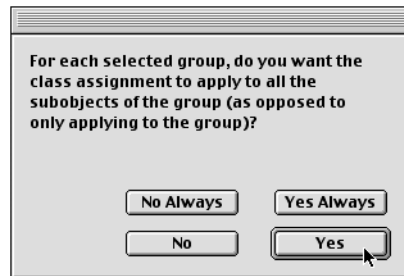 For each selected group, do you want the
class assignment to apply to all the
subobjects of the group (as opposed to
only applying to the group)?
No Always Yes Always
No Yes